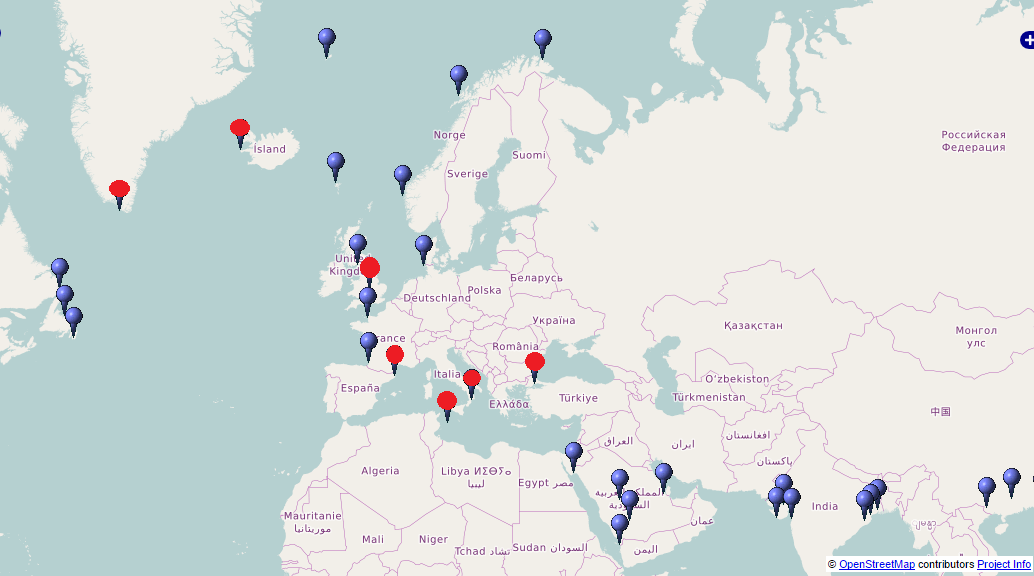 Российская
Федерация
Norge
Ísland
Suomi
Sverige
United
Kingdom
Беларусь
Polska
Deutschland
Україна
Қазақстан
Монгол
улс
France
România
Italia
O‘zbekiston
España
Türkiye
Türkmenistan
Ελλάδα
中国
افغانستان
العراق
ایران
پاکستان
Algeria
Libya ⵍⵉⴱⵢⴰ
ليبيا
Egypt مصر
المملكة العربية
السعودية
India
Mauritanie
موريتانيا
عمان
Mali
Niger
Tchad تشاد
Sudan السودان
اليمن
© OpenStreetMap contributors Project Info